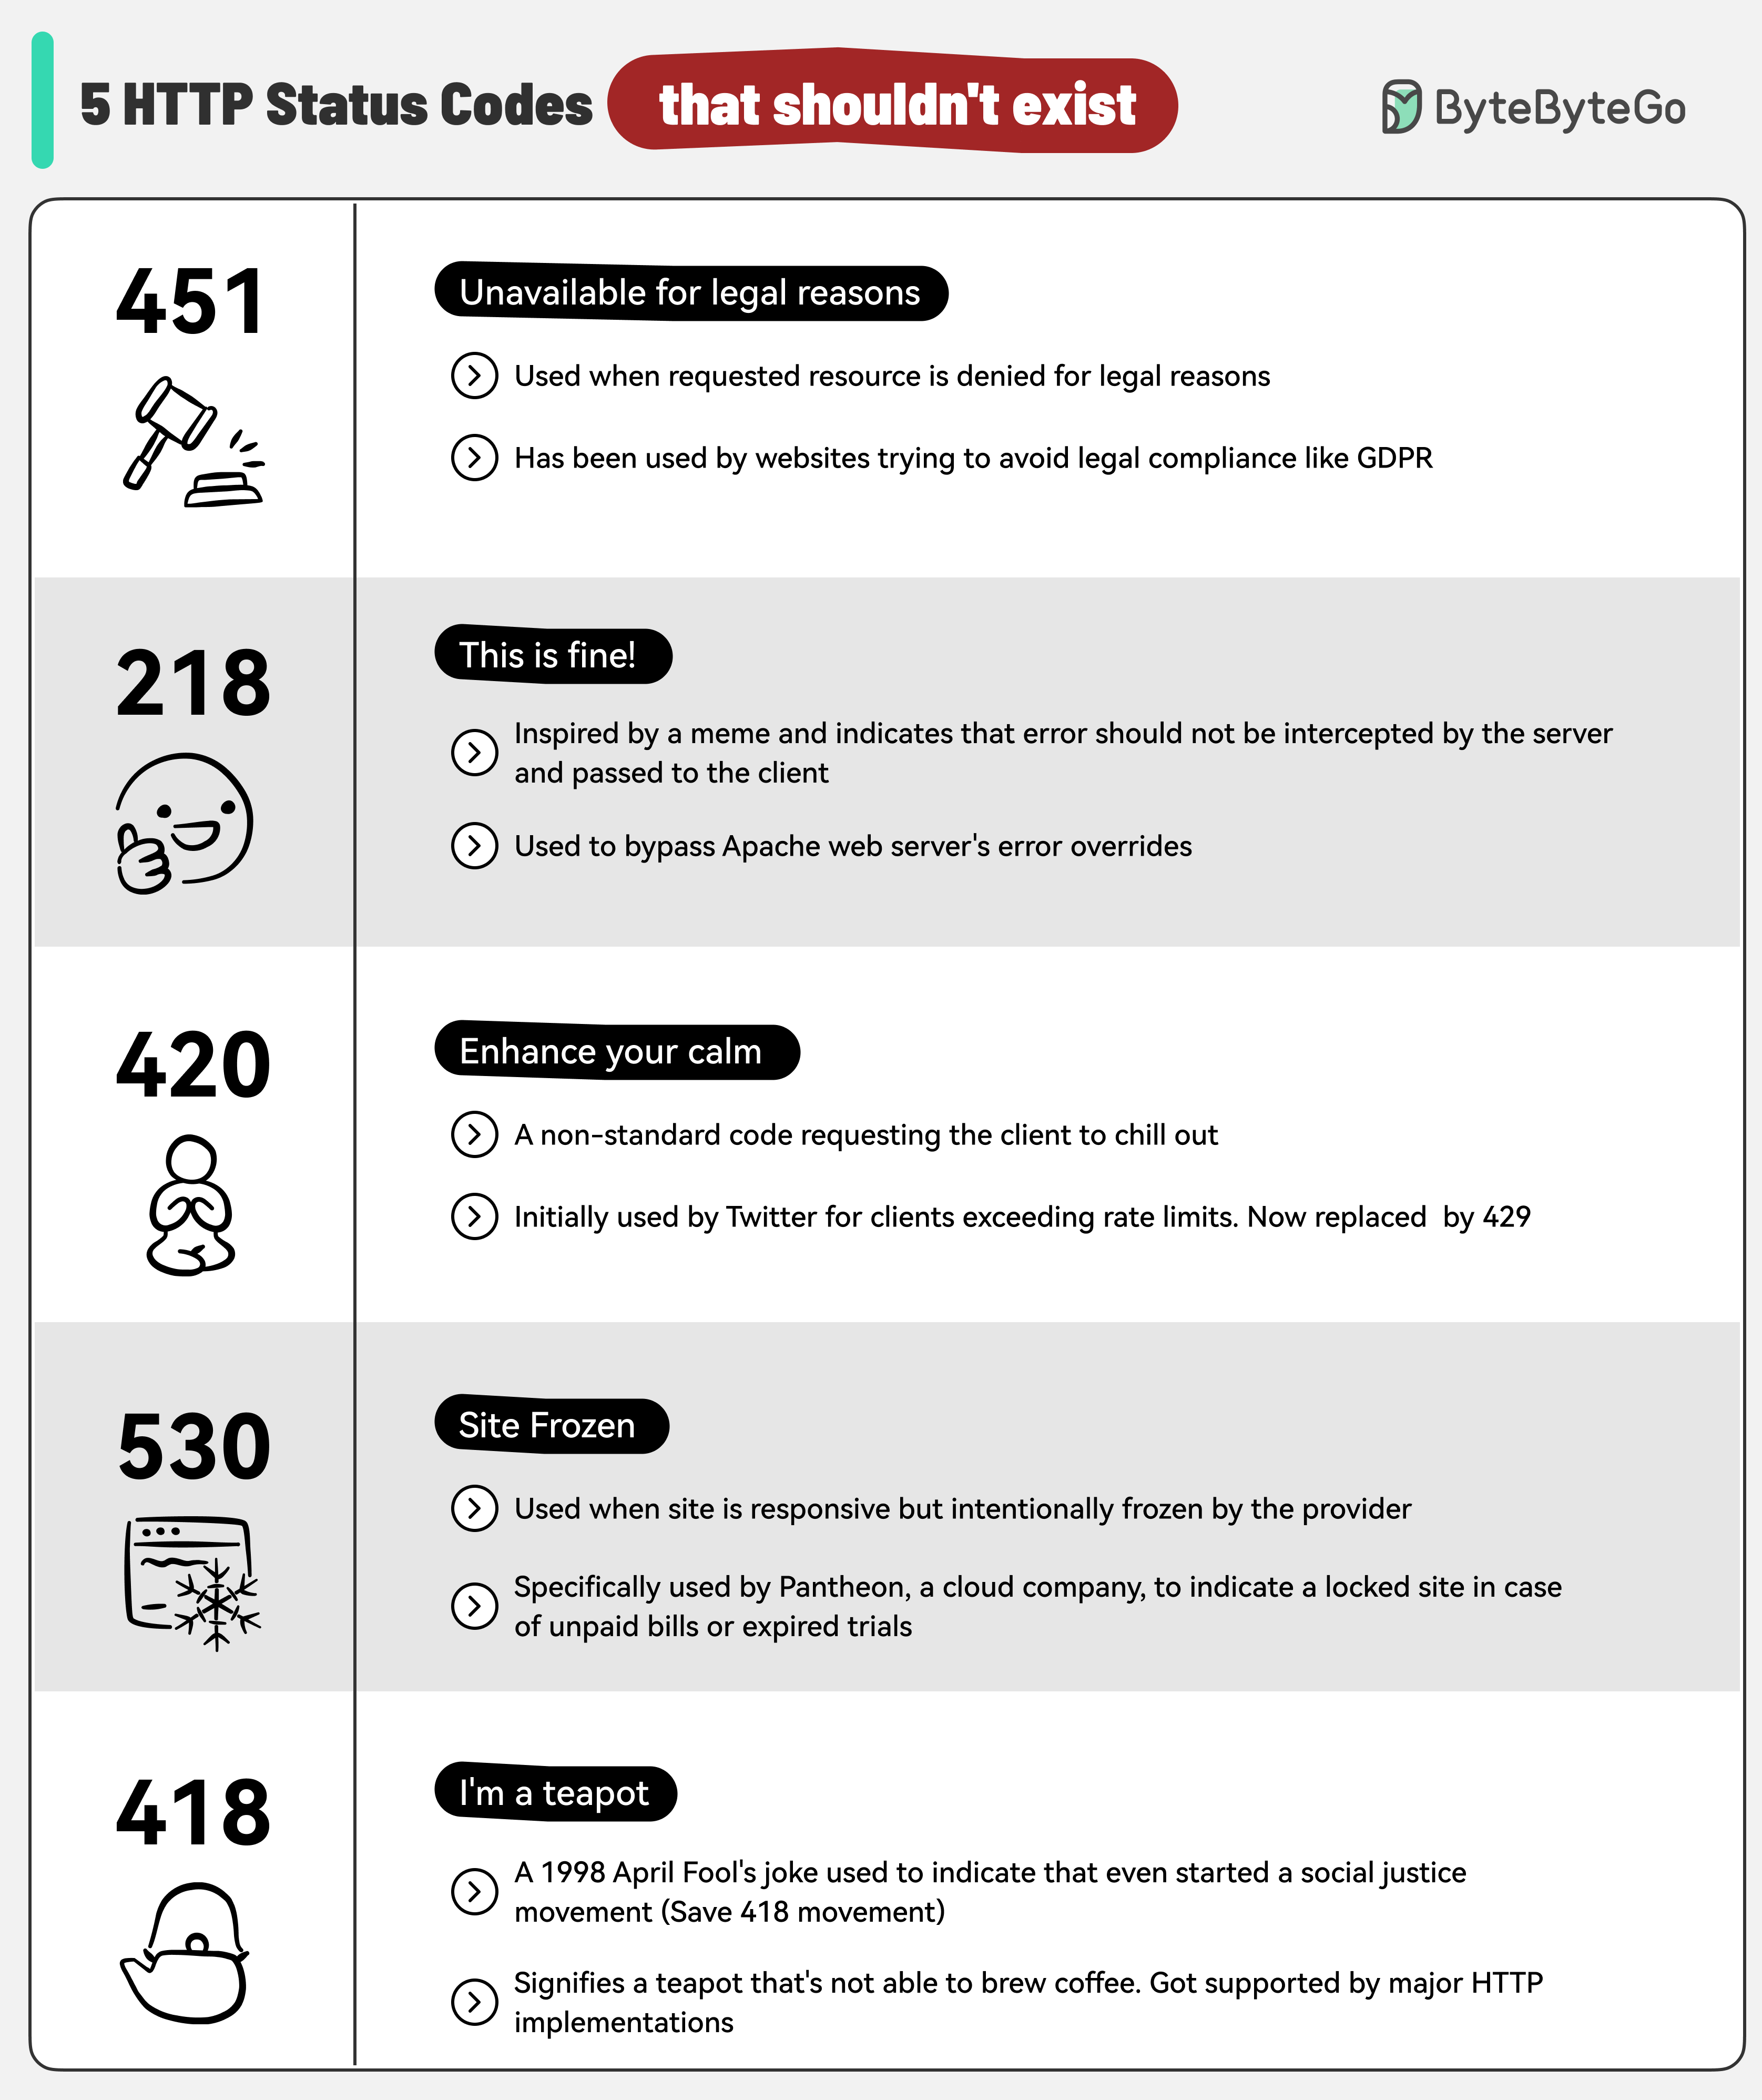 5 HTTP Status Codes that shouldn't exist
ByteByteGo
451
Unavailable for legal reasons
Used when requested resource is denied for legal reasons
Has been used by websites trying to avoid legal compliance like GDPR
218
This is fine!
Inspired by a meme and indicates that error should not be intercepted by the server
and passed to the client
Used to bypass Apache web server's error overrides
420
Enhance your calm
A non-standard code requesting the client to chill out
Initially used by Twitter for clients exceeding rate limits. Now replaced  by 429
530
Site Frozen
Used when site is responsive but intentionally frozen by the provider
Specifically used by Pantheon, a cloud company, to indicate a locked site in case
of unpaid bills or expired trials
418
I'm a teapot
A 1998 April Fool's joke used to indicate that even started a social justice
movement (Save 418 movement)
Signifies a teapot that's not able to brew coffee. Got supported by major HTTP
implementations